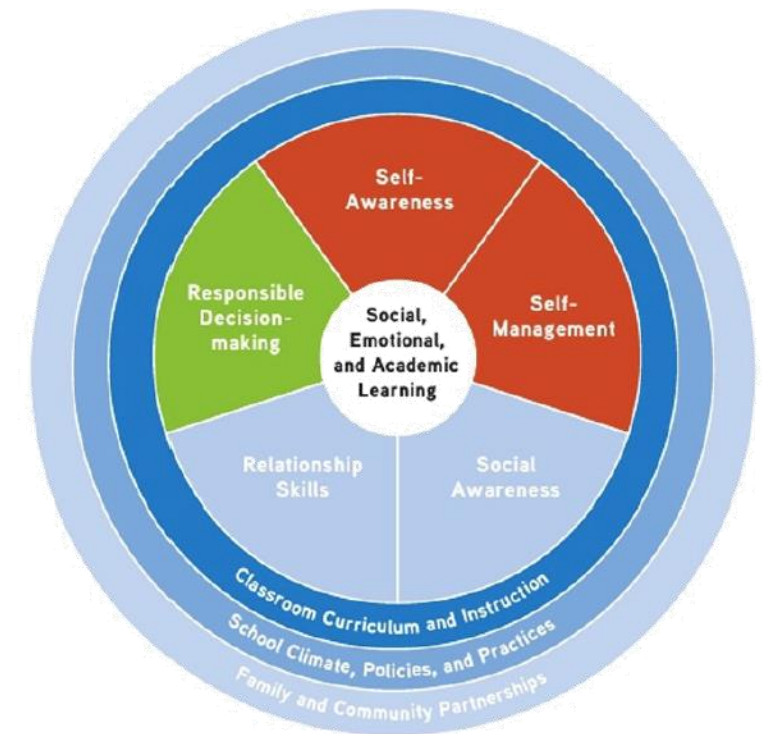 Self-
Awareness
Self-
Management
Responsible
Decision-
making
Social,
Emotional,
and Academic
Learning
Relationship
Skills
Social
Awareness
Classroom Curriculum and Instruction
School Climate, Policies, and Practices
Family and Community Partnerships